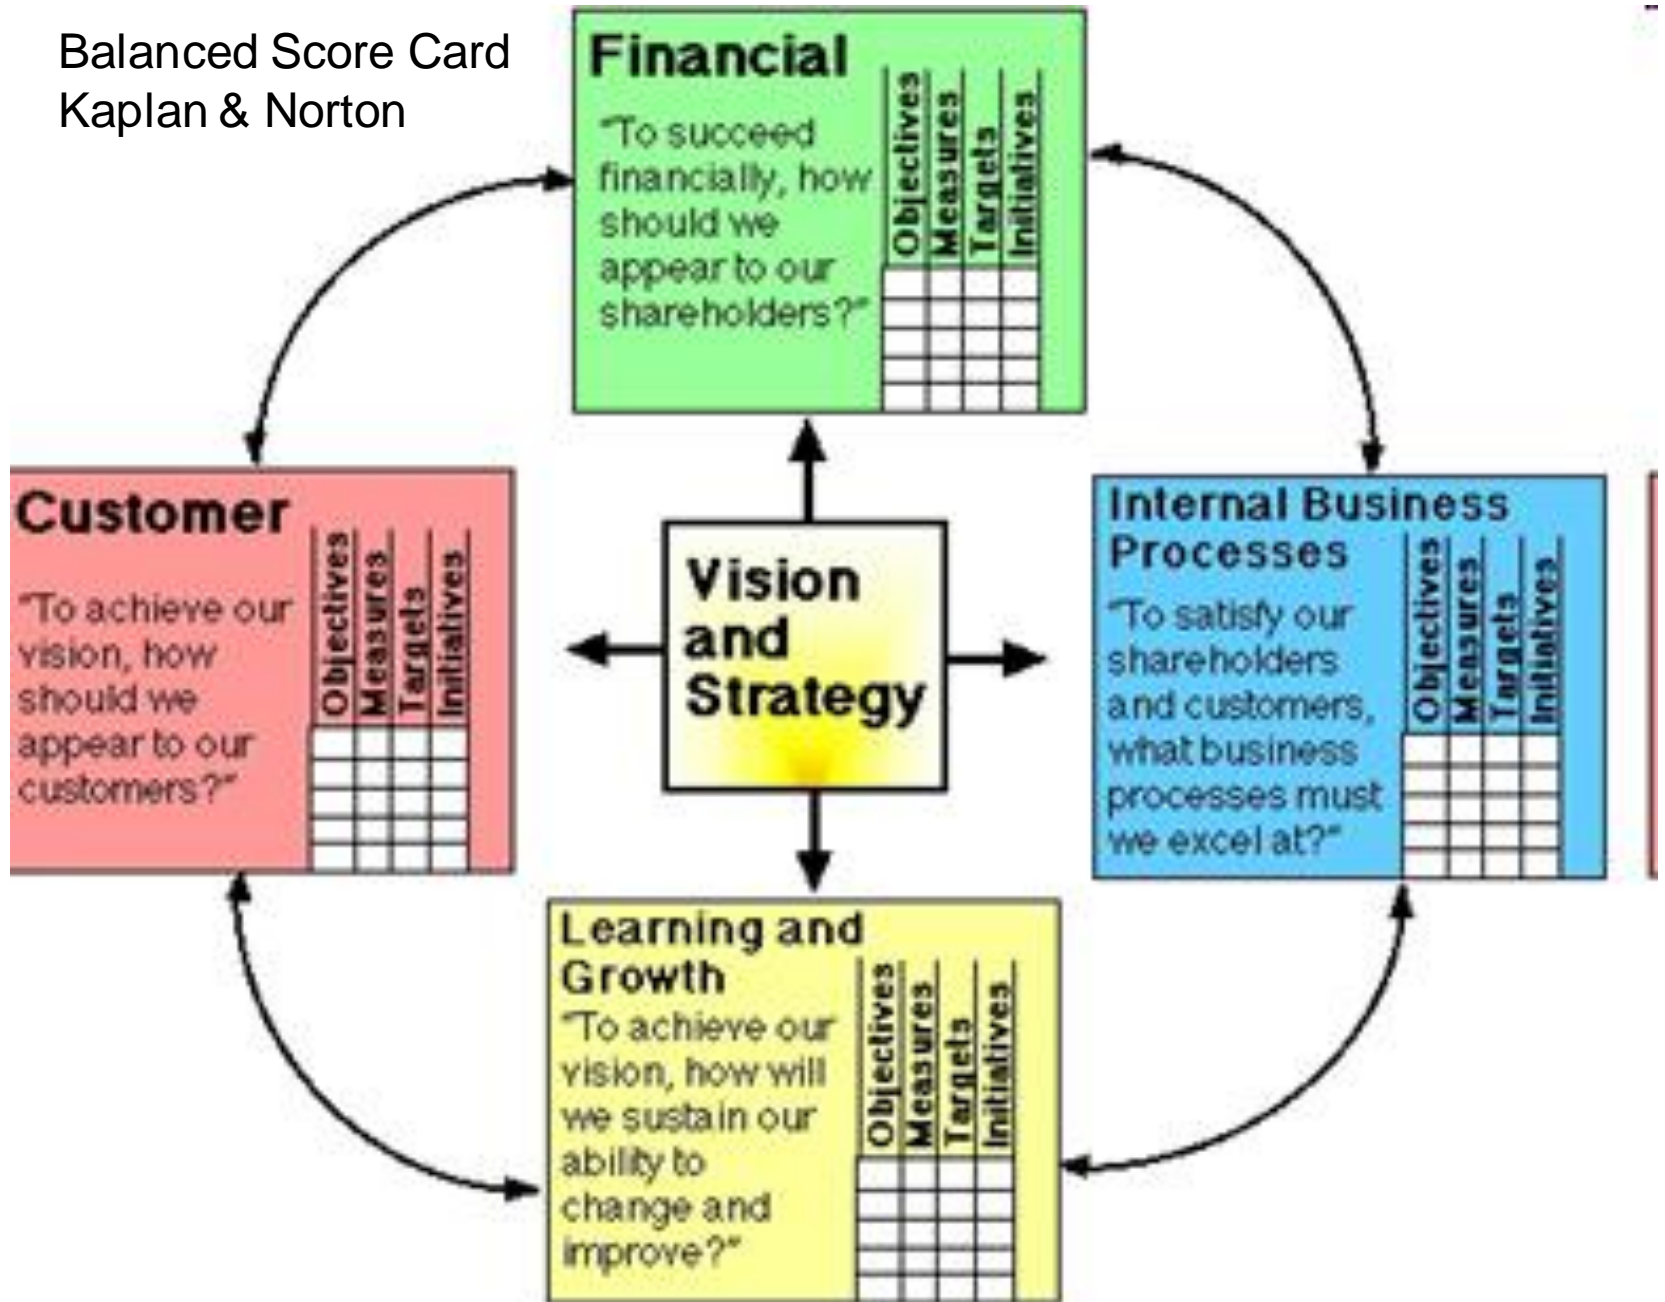 Balanced Score Card
Kaplan & Norton
Financial
"To succeed
financially, how
should we
appear to our
shareholders?"
Objectives
Measures
Targets
Initiatives
Customer
"To achieve our
vision, how
should we
appear to our
customers?"
Objectives
Measures
Targets
Initiatives
Vision
and
Strategy
Internal Business
Processes
"To satisfy our
shareholders
and customers,
what business
processes must
we excel at?"
Objectives
Measures
Targets
Initiatives
Learning and
Growth
"To achieve our
vision, how will
we sustain our
ability to
change and
improve?"
Objectives
Measures
Targets
Initiatives